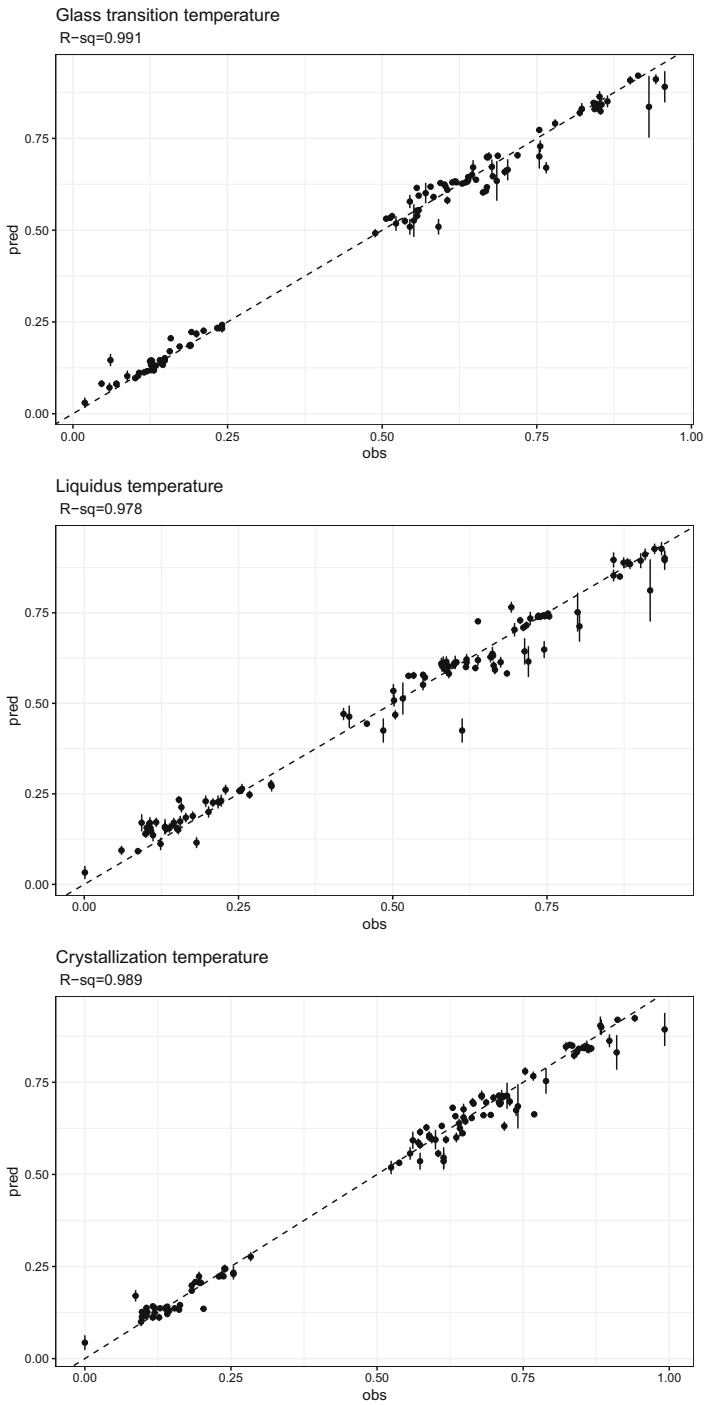 Glass transition temperature
R−sq=0.991
0.75
0.50
0.25
0.00
pred
0.00 0.25 0.50 0.75 1.00
obs
Liquidus temperature
R−sq=0.978
0.75
0.50
0.25
0.00
pred
0.00 0.25 0.50 0.75
obs
Crystallization temperature
R−sq=0.989
0.75
0.50
0.25
0.00
pred
0.00 0.25 0.50 0.75 1.00
obs